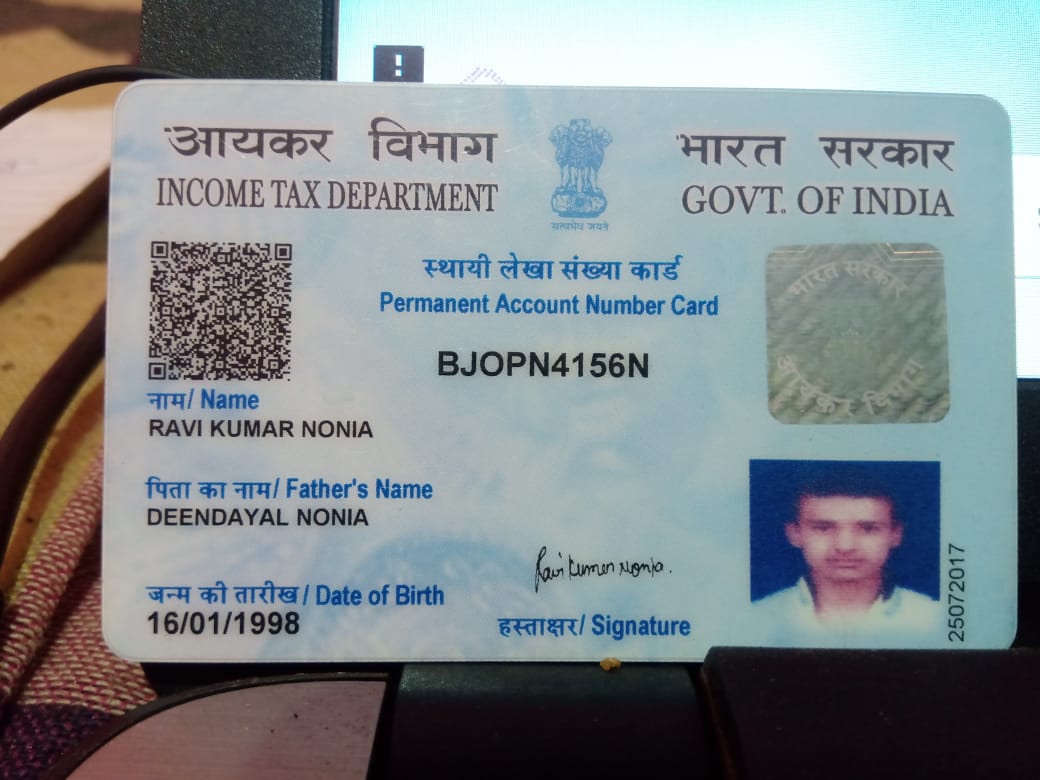 आयकर विभाग
INCOME TAX DEPARTMENT
सत्यमेव जयते
भारत सरकार
GOVT. OF INDIA
स्थायी लेखा संख्या कार्ड
Permanent Account Number Card
BJOPN4156N
भारत सरकार
आयकर विभाग
नाम/ Name
RAVI KUMAR NONIA
पिता का नाम/ Father's Name
DEENDAYAL NONIA
जन्म की तारीख/ Date of Birth
16/01/1998
Ravi Kumar Nonia.
हस्ताक्षर/ Signature
25072017